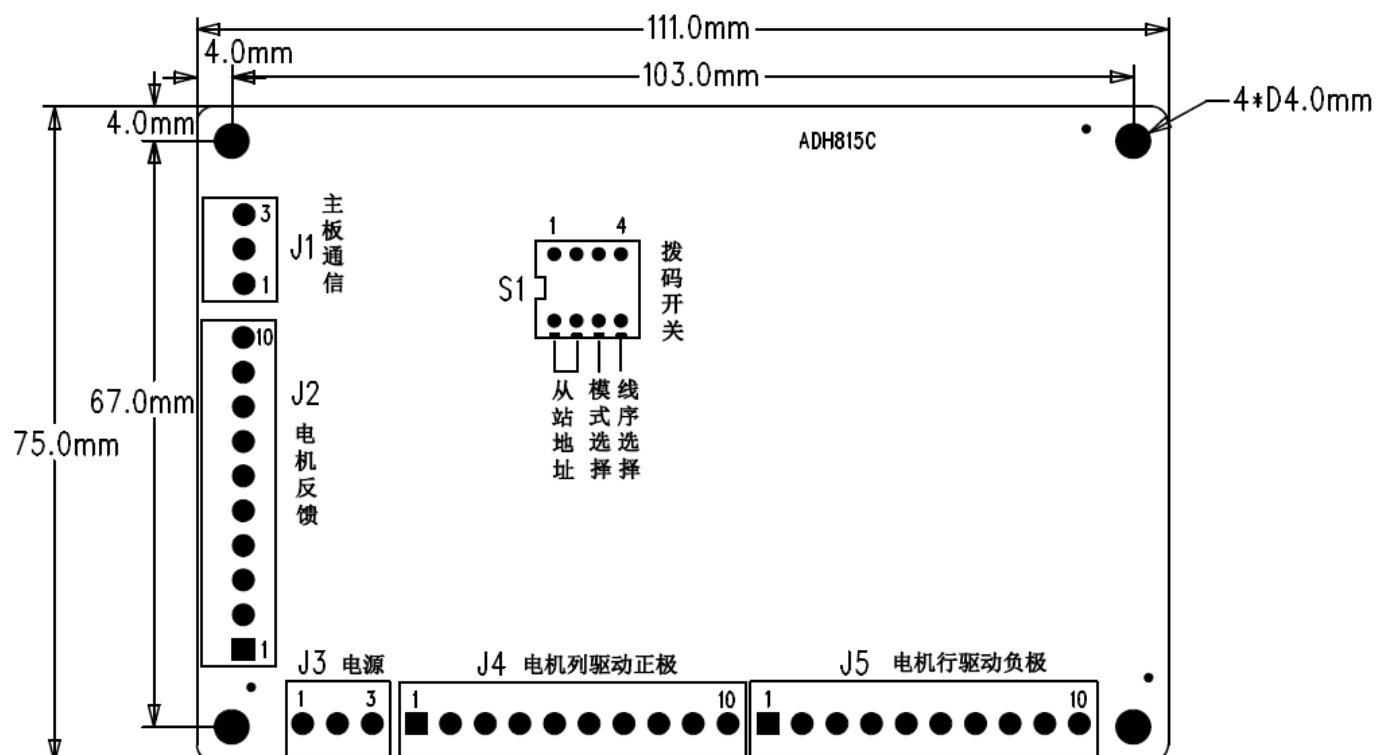 111.0mm
4.0mm
103.0mm
4*D4.0mm
4.0mm
ADH815C
3
J1
1
主板通信
1 4
S1
拨码开关
从站地址
模式选择
线序选择
10
J2
电机反馈
1
67.0mm
75.0mm
J3 电源
1 3
J4 电机列驱动正极
1 10
J5 电机行驱动负极
1 10